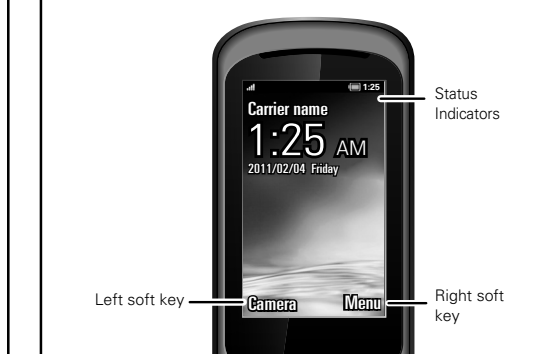 1:25
Carrier name
1:25 AM
2011/02/04 Friday
Status
Indicators
Left soft key
Camera
Menu
Right soft
key